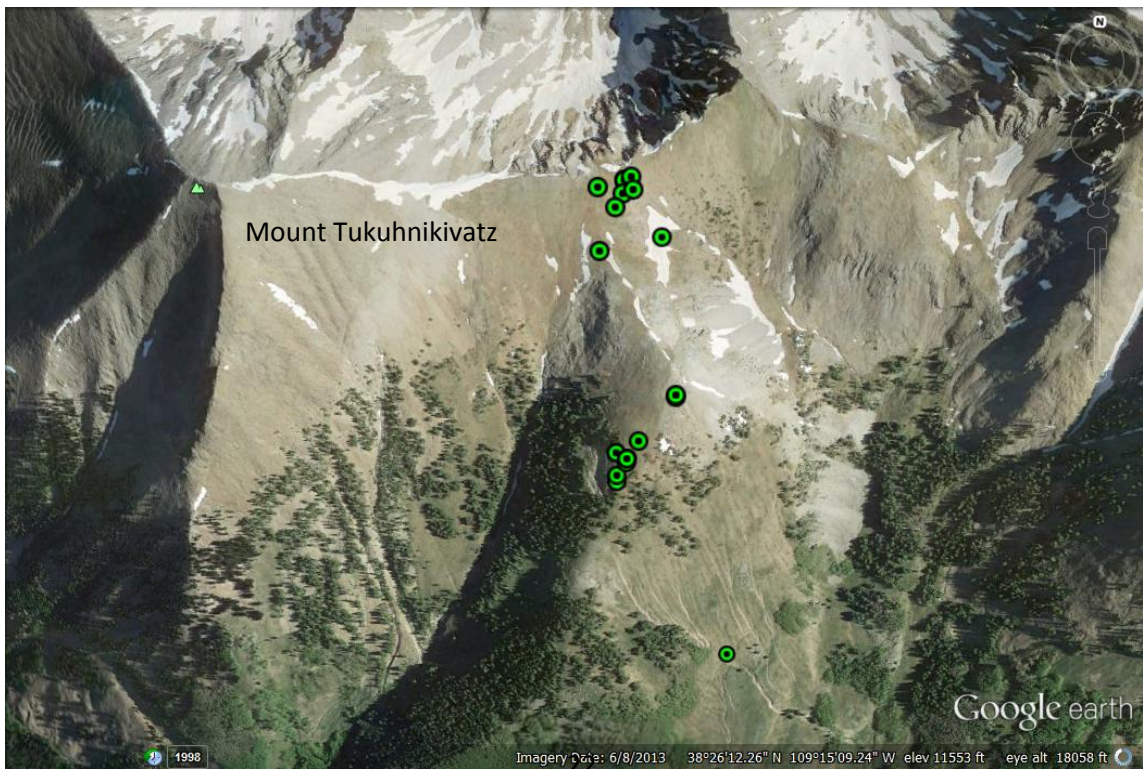 N
Mount Tukuhnikivatz
Google earth
1998
Imagery Date: 6/8/2013 38°26'12.26" N 109°15'09.24" W elev 11553 ft eye alt 18058 ft